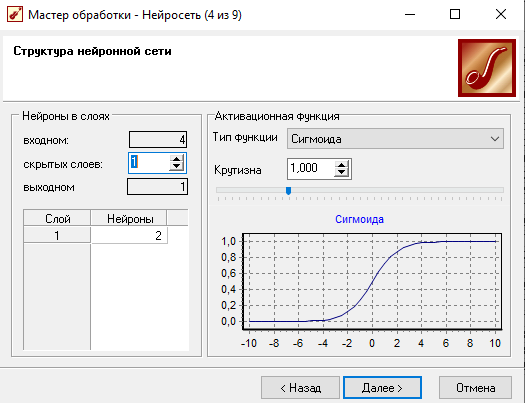 Мастер обработки - Нейросеть (4 из 9)
Структура нейронной сети
Нейроны в слоях
входном: 4
скрытых слоев: 1
выходном 1
Слой Нейроны
1 2
Активационная функция
Тип функции Сигмоида
Крутизна 1,000
Сигмоида
1,0
0,8
0,6
0,4
0,2
0,0
-10 -8 -6 -4 -2 0 2 4 6 8 10
< Назад Далее > Отмена